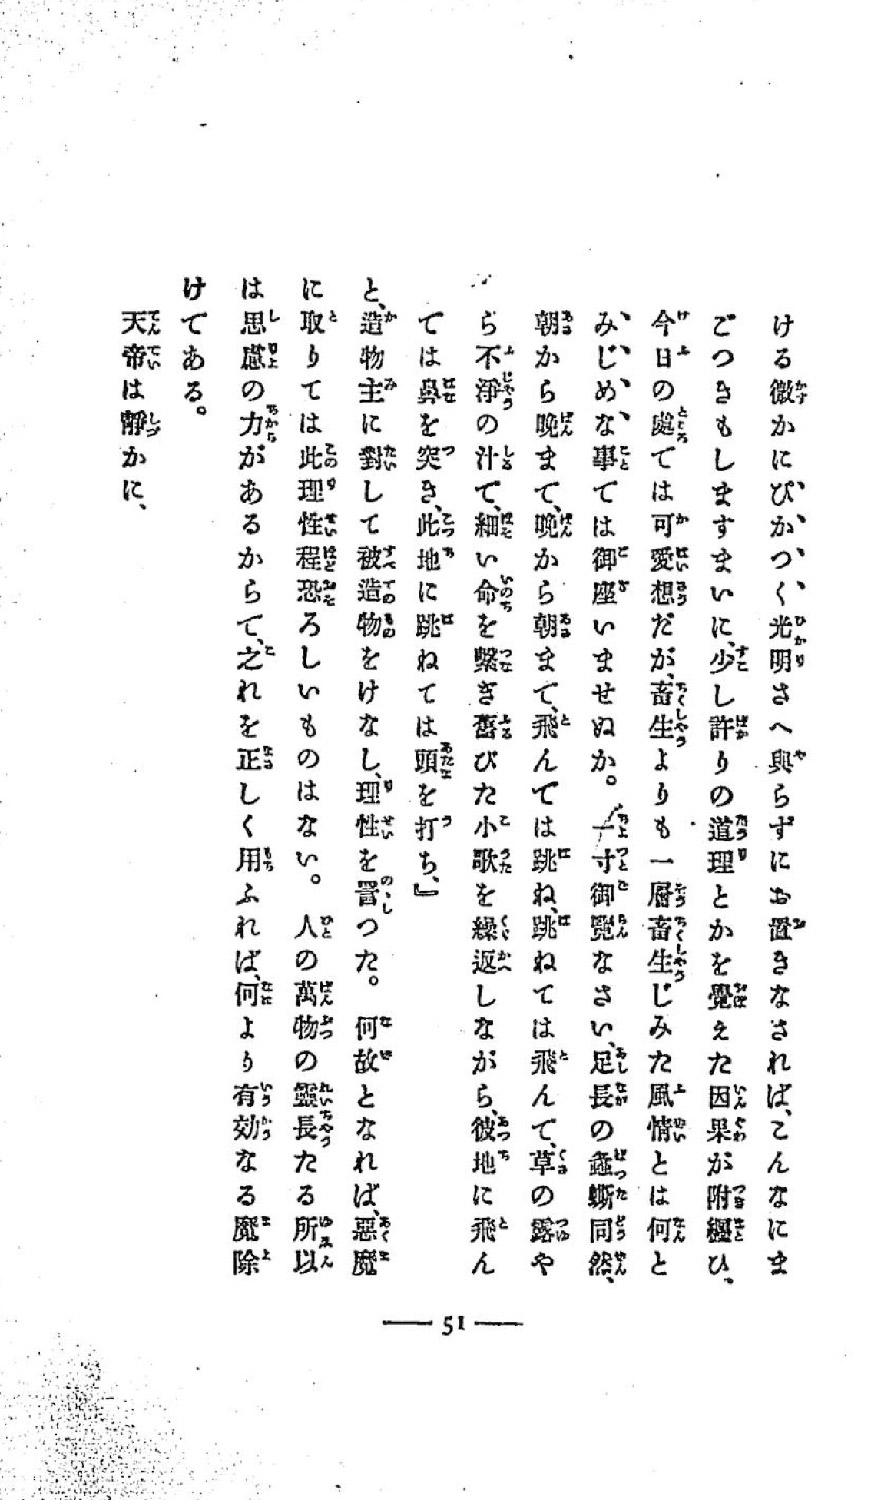 ける微かにぴかつく光明さへ與らずにお置きなされば、こんなにま
ごつきもしますまいに、少し許りの道理とかを覺えた因果が附纒ひ、
今日の處では可愛想だが、畜生よりも一層畜生じみた風情とは何と
みじめな事では御座いませぬか。一寸御覽なさい、足長の螽蟖同然、
朝から晩まで、晩から朝まで、飛んでは跳ね、跳ねては飛んで、草の露や
ら不淨の汁で、細い命を繋ぎ舊びた小歌を繰返しながら、彼地に飛ん
では鼻を突き、此地に跳ねては頭を打ち、』
と、造物主に對して被造物をけなし、理性を詈つた。何故となれば、惡魔
に取りては此理性程恐ろしいものはない。人の萬物の靈長たる所以
は思慮の力があるからで、之れを正しく用ふれば、何より有効なる魔除
けである。
天帝は靜かに、
51